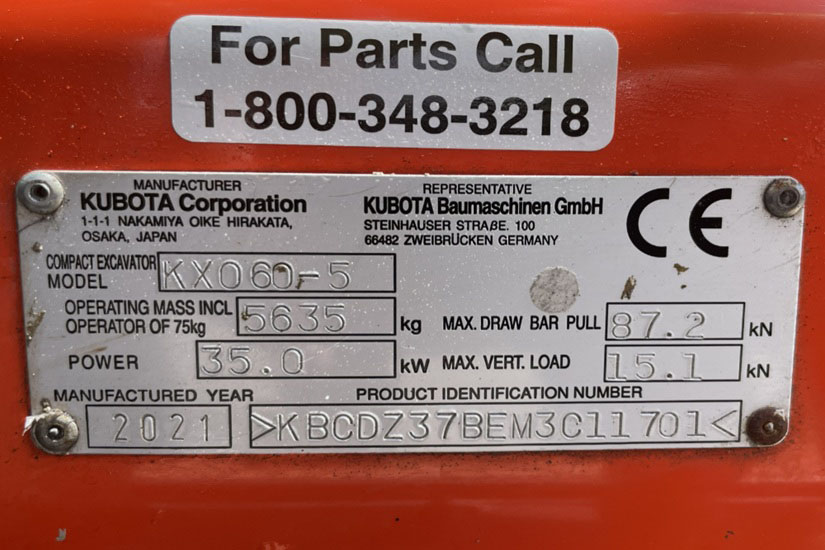 For Parts Call
1-800-348-3218
MANUFACTURER
KUBOTA Corporation
1-1-1 NAKAMIYA OIKE HIRAKATA,
OSAKA, JAPAN
REPRESENTATIVE
KUBOTA Baumaschinen GmbH
STEINHAUSER STRAßE. 100
66482 ZWEIBRÜCKEN GERMANY
CE
COMPACT EXCAVATOR
MODEL KX060-5
OPERATING MASS INCL
OPERATOR OF 75kg 5635 kg
MAX. DRAW BAR PULL 87.2 kN
POWER 35.0 kW
MAX. VERT. LOAD 15.1 kN
MANUFACTURED YEAR
2021
PRODUCT IDENTIFICATION NUMBER
>KBCDZ37BEM3C11701<